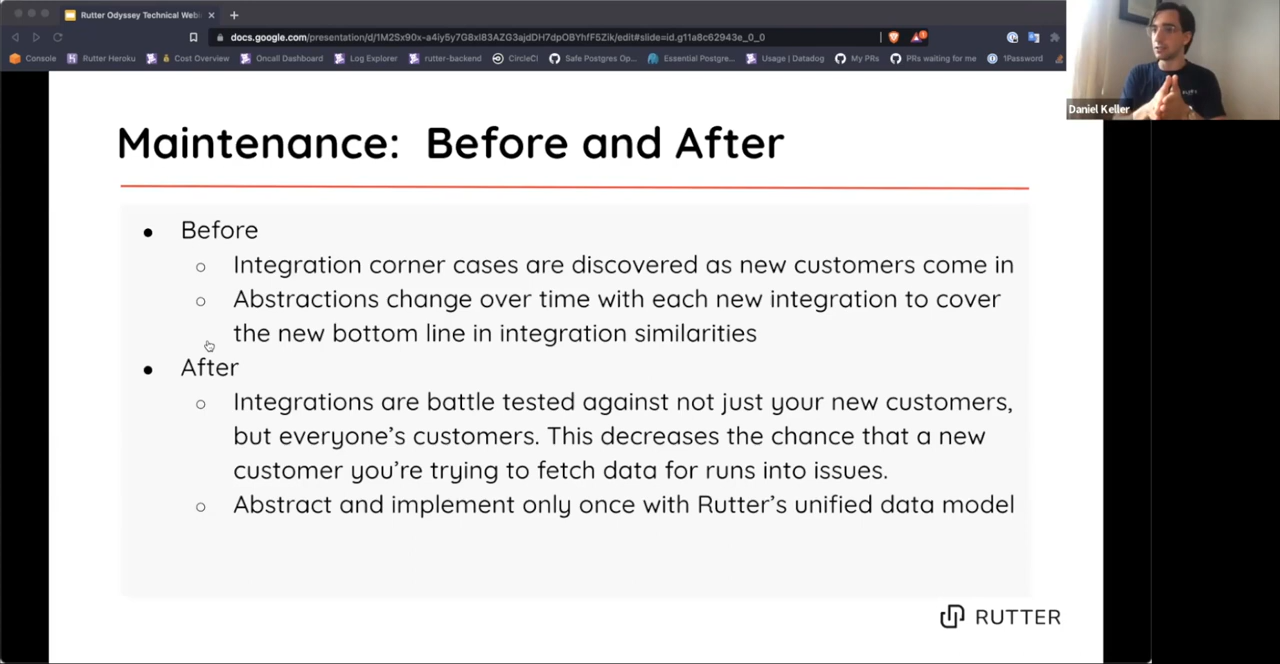 Rutter Odyssey Technical Web
docs.google.com/presentation/d/1M2Sx90x-a4iy5y7G8xI83AZG3ajdDH7dpOBYhfF5Zik/edit#slide=id.g11a8c62943e_0_0
Console Rutter Heroku Cost Overview Oncall Dashboard Log Explorer rutter-backend CircleCI Safe Postgres Op... Essential Postgre... Usage | Datadog My PRs PRs waiting for me 1Password
Daniel Keller
Maintenance: Before and After
● Before
○ Integration corner cases are discovered as new customers come in
○ Abstractions change over time with each new integration to cover
the new bottom line in integration similarities
● After
○ Integrations are battle tested against not just your new customers,
but everyone's customers. This decreases the chance that a new
customer you're trying to fetch data for runs into issues.
○ Abstract and implement only once with Rutter's unified data model
RUTTER